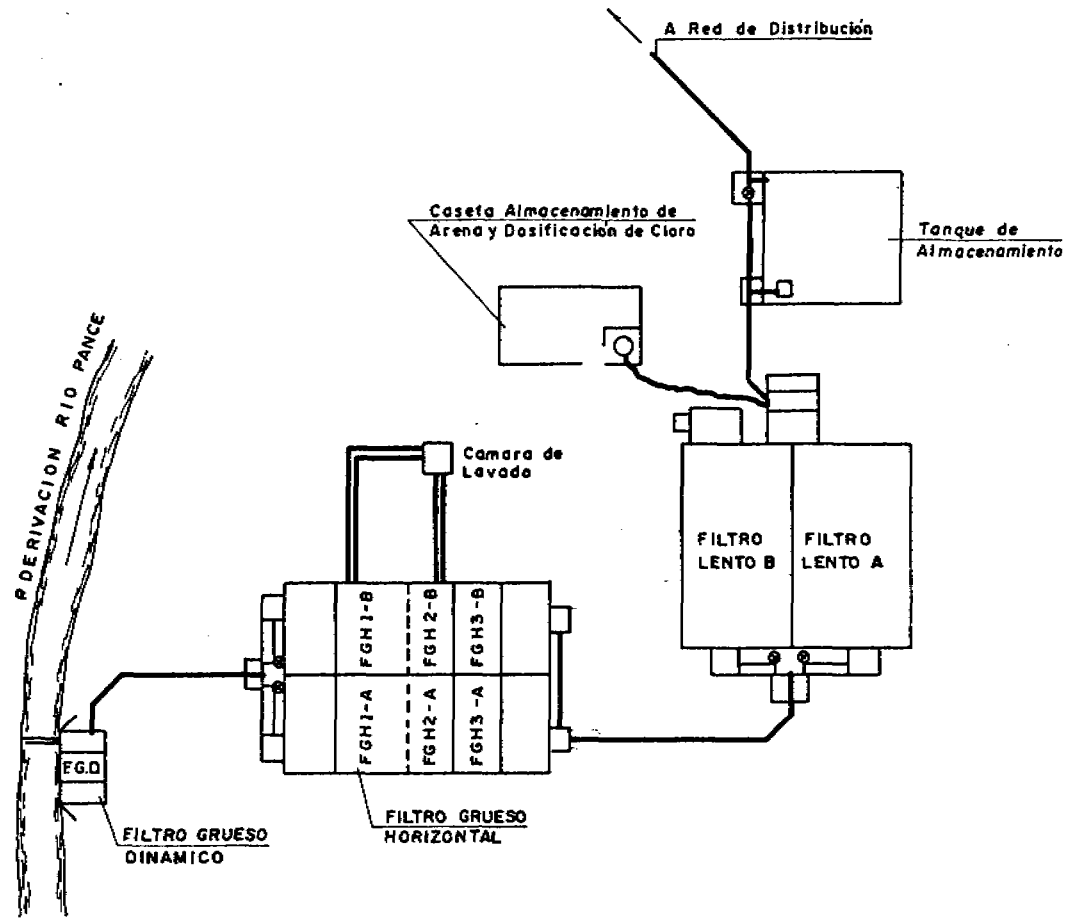 A Red de Distribución
Caseta Almacenamiento de
Arena y Dosificación de Cloro
Tanque de
Almacenamiento
DERIVACION RIO PANCE
Camara de
Lavado
FILTRO
LENTO B
FILTRO
LENTO A
FGH1-B
FGH2-B
FGH3-B
FGH1-A
FGH2-A
FGH3-A
F.G.D
FILTRO GRUESO
HORIZONTAL
FILTRO GRUESO
DINAMICO